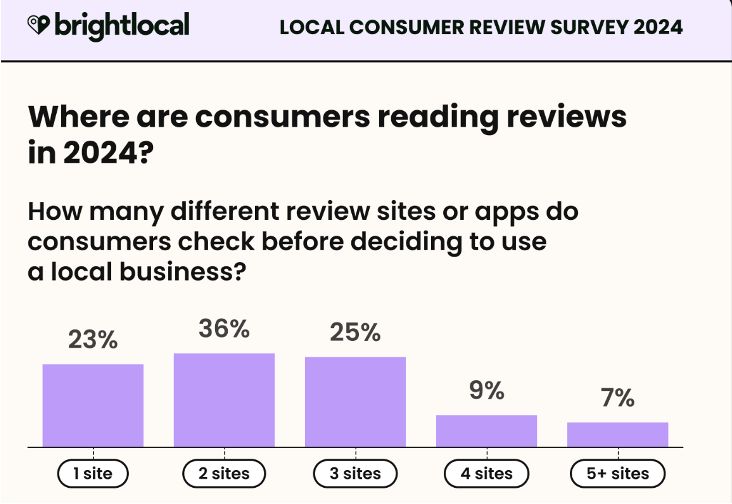 brightlocal
LOCAL CONSUMER REVIEW SURVEY 2024
Where are consumers reading reviews
in 2024?
How many different review sites or apps do
consumers check before deciding to use
a local business?
23%
36%
25%
9%
7%
1 site
2 sites
3 sites
4 sites
5+ sites